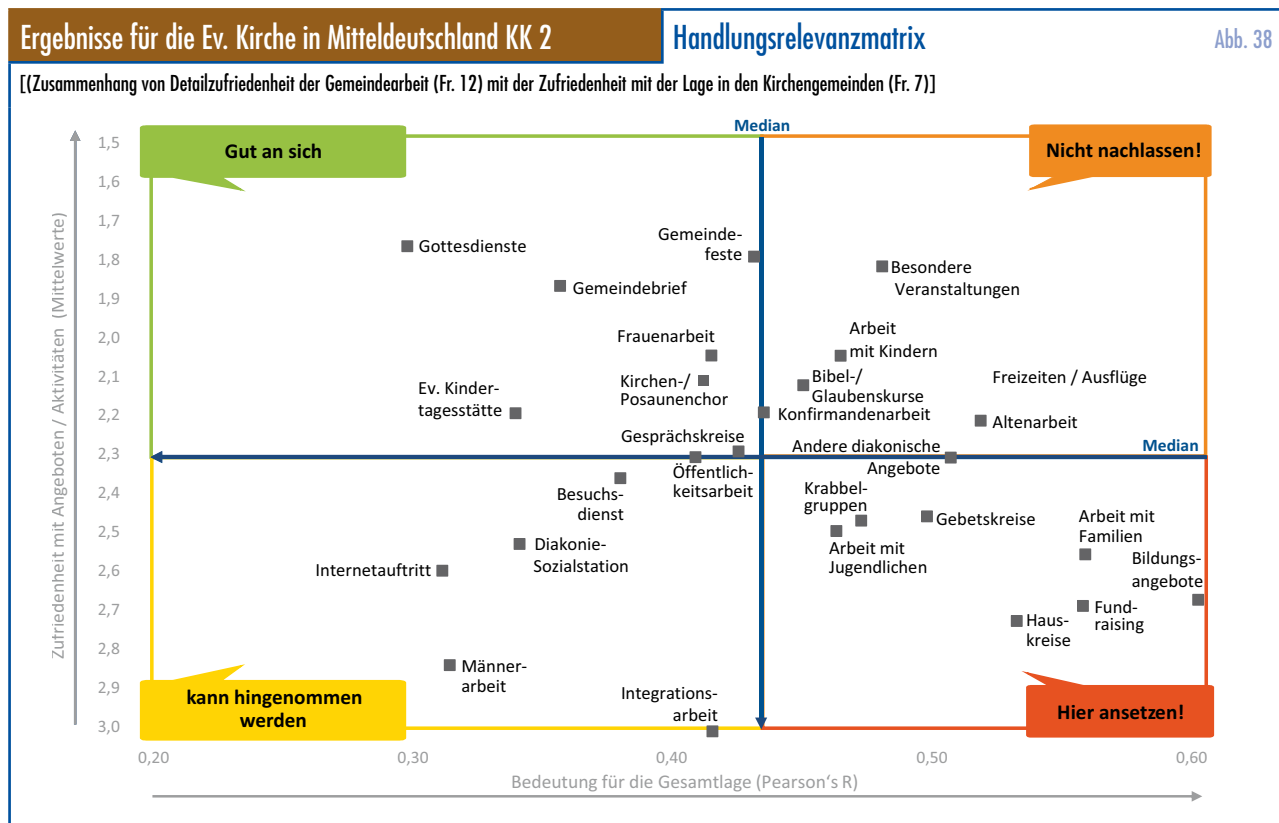 Ergebnisse für die Ev. Kirche in Mitteldeutschland KK 2
Handlungsrelevanzmatrix
Abb. 38
[(Zusammenhang von Detailzufriedenheit der Gemeindearbeit (Fr. 12) mit der Zufriedenheit mit der Lage in den Kirchengemeinden (Fr. 7)]
Zufriedenheit mit Angeboten / Aktivitäten (Mittelwerte)
1,5
1,6
1,7
1,8
1,9
2,0
2,1
2,2
2,3
2,4
2,5
2,6
2,7
2,8
2,9
3,0
Gut an sich
Median
Nicht nachlassen!
Gottesdienste
Gemeinde-
feste
Besondere
Veranstaltungen
Gemeindebrief
Frauenarbeit
Arbeit
mit Kindern
Kirchen-/
Posaunenchor
Bibel-/
Glaubenskurse
Freizeiten / Ausflüge
Ev. Kinder-
tagesstätte
Konfirmandenarbeit
Altenarbeit
Gesprächskreise
Andere diakonische
Angebote
Median
Öffentlich-
keitsarbeit
Besuchs-
dienst
Krabbel-
gruppen
Gebetskreise
Arbeit mit
Familien
Diakonie-
Sozialstation
Arbeit mit
Jugendlichen
Bildungs-
angebote
Internetauftritt
Haus-
kreise
Fund-
raising
Männer-
arbeit
Integrations-
arbeit
kann hingenommen
werden
Hier ansetzen!
0,20
0,30
0,40
0,50
0,60
Bedeutung für die Gesamtlage (Pearson‘s R)